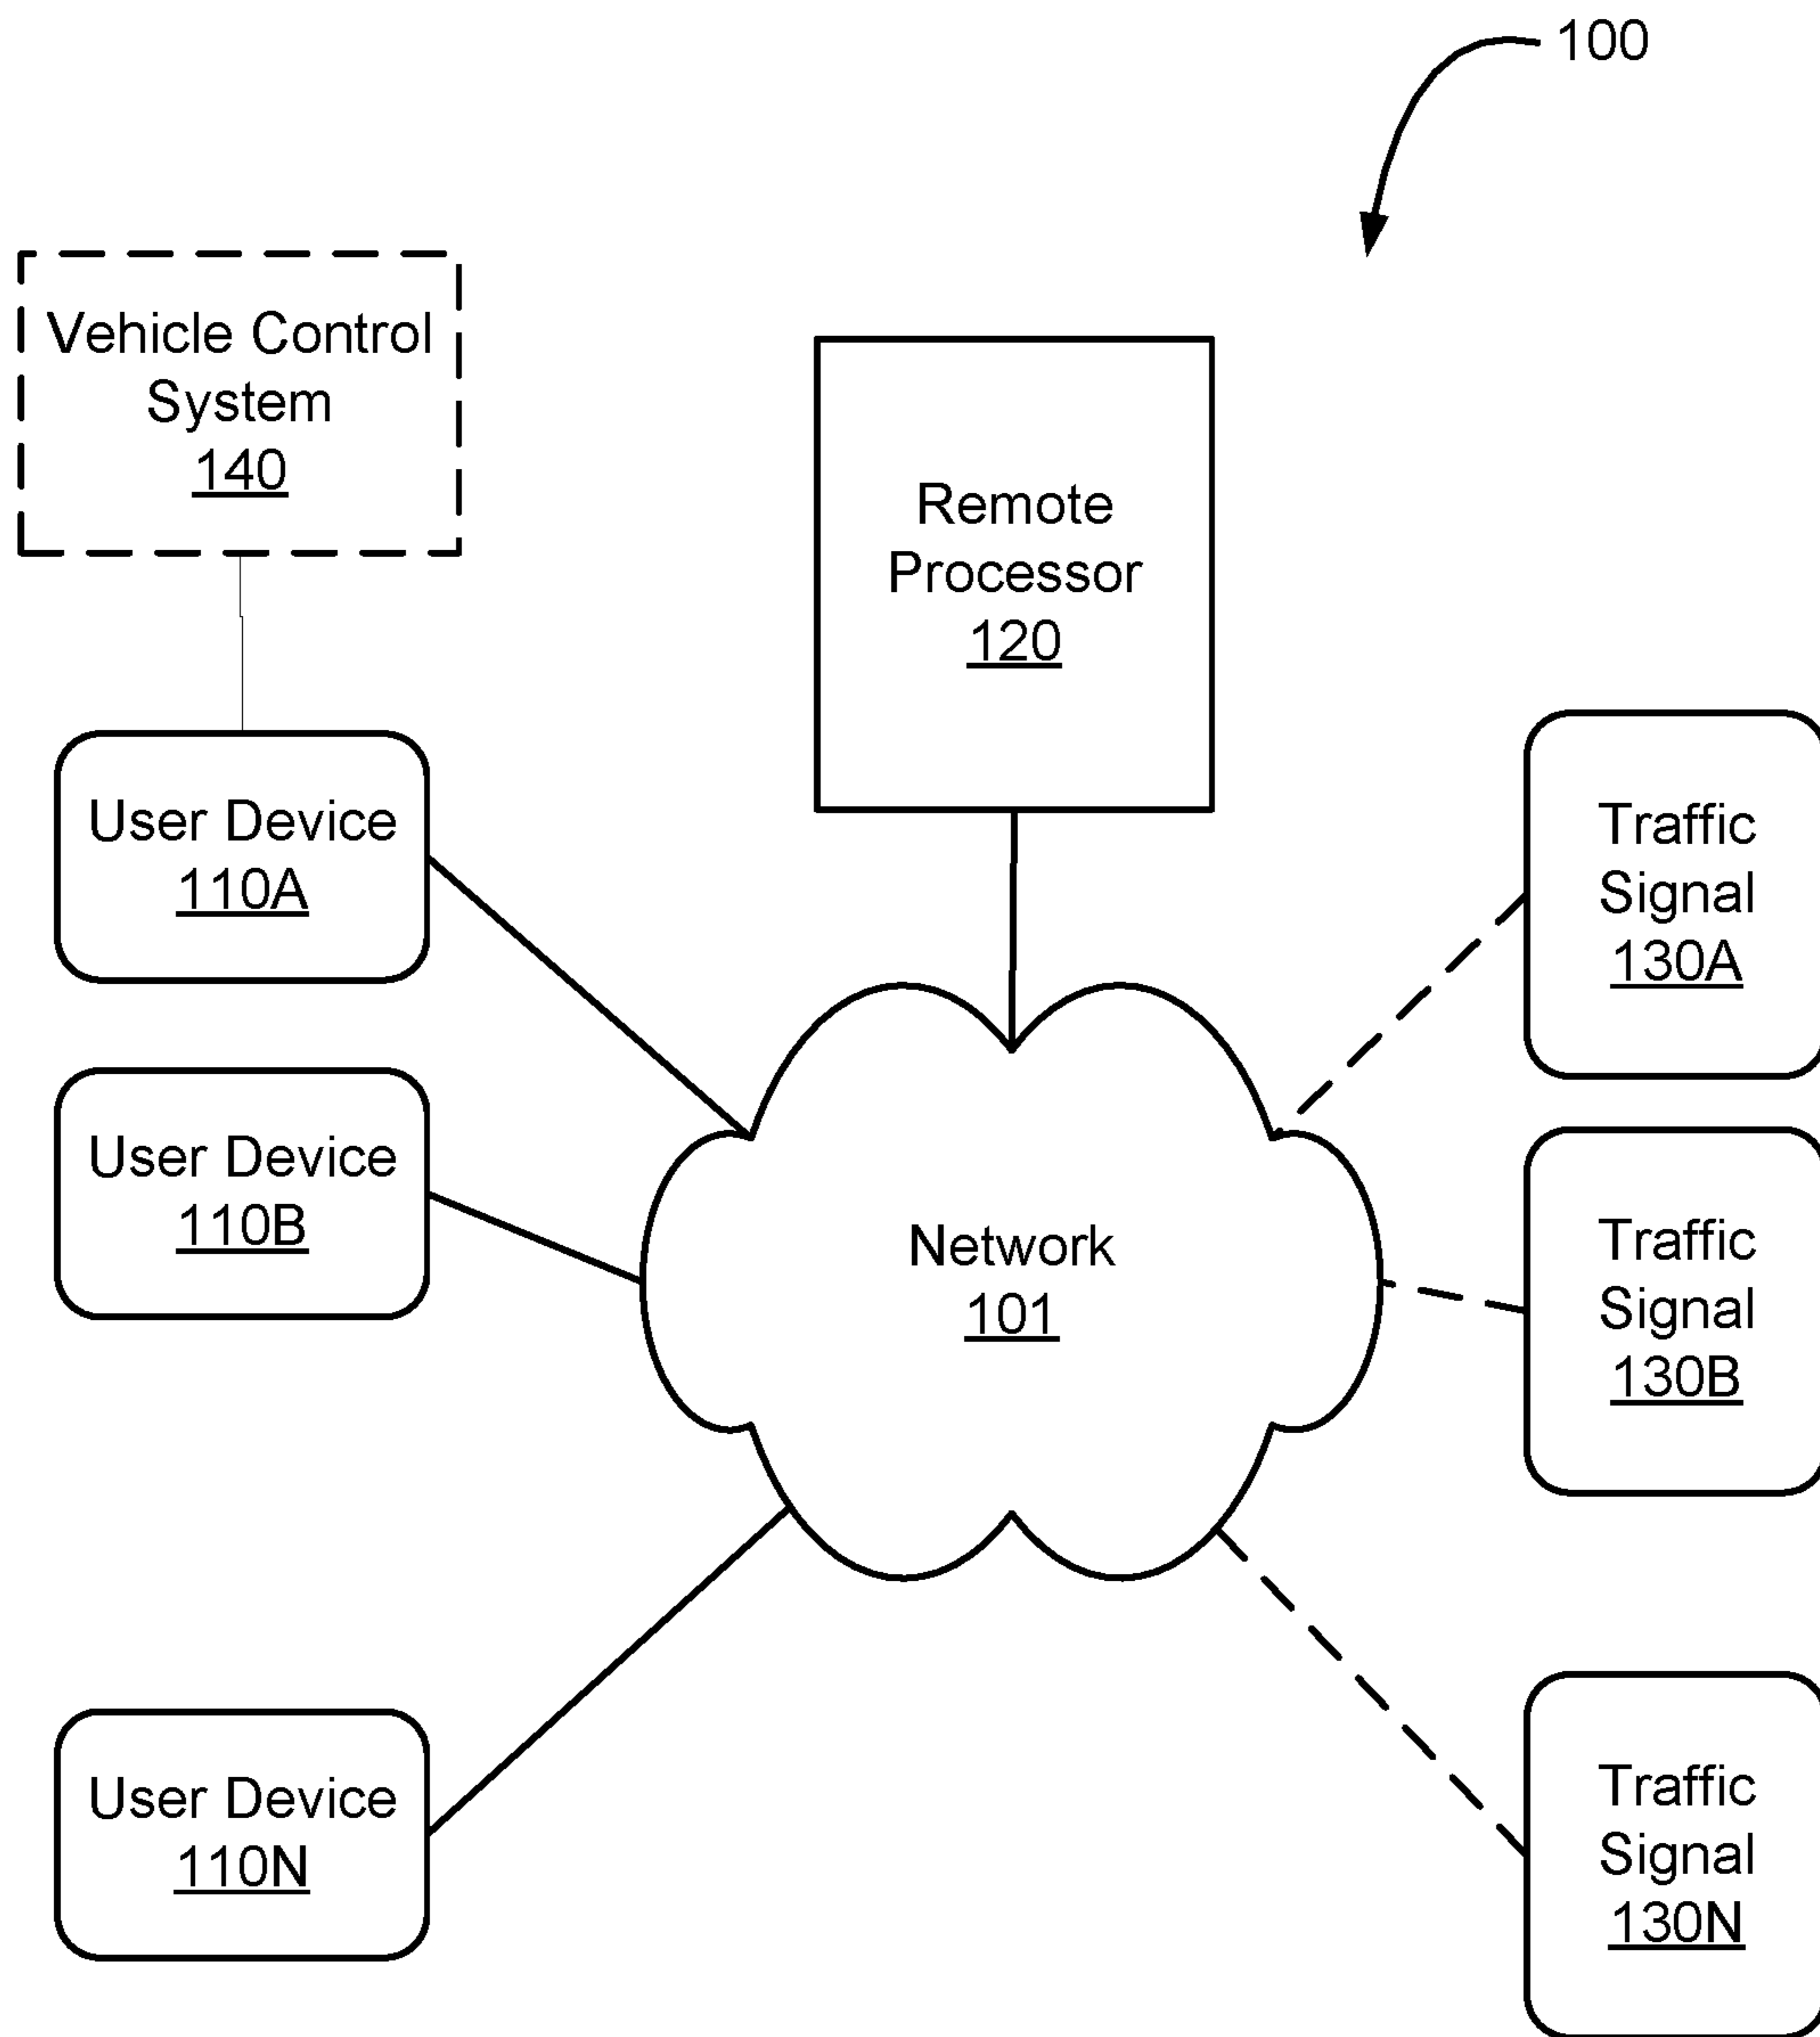 100
Vehicle Control
System
140
Remote
Processor
120
User Device
110A
Traffic
Signal
130A
User Device
110B
Network
101
Traffic
Signal
130B
User Device
110N
Traffic
Signal
130N